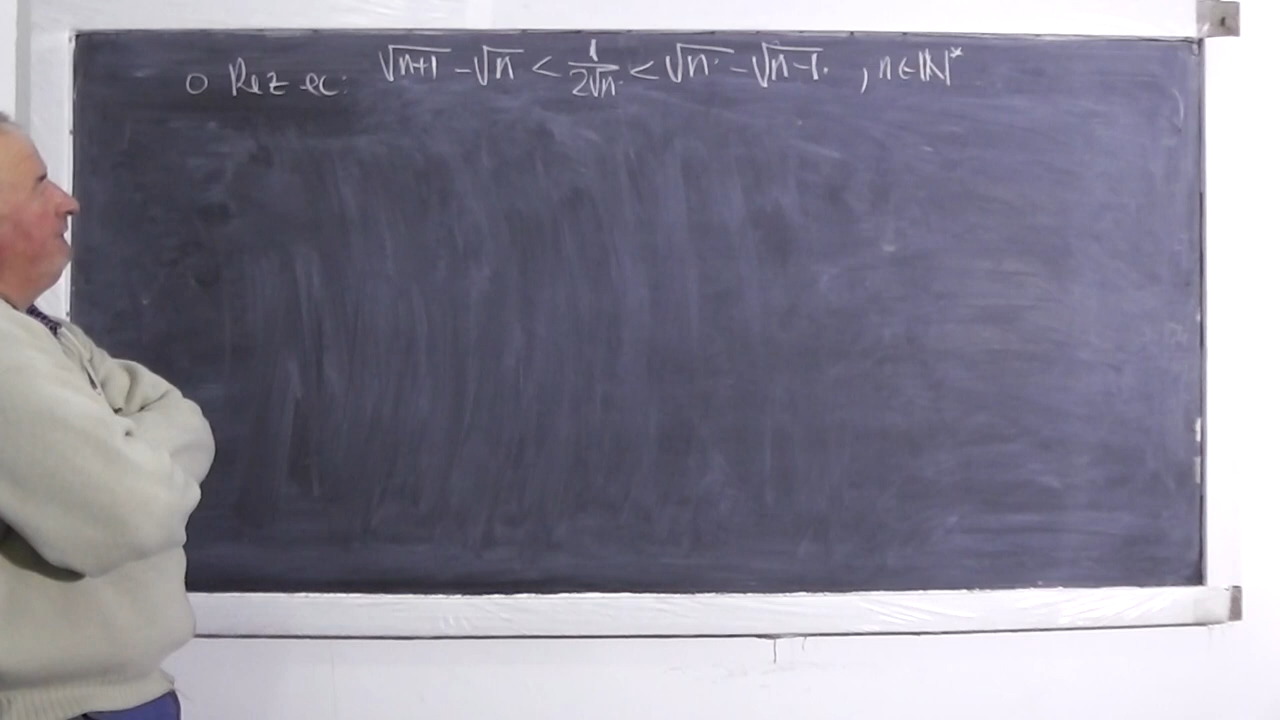 o Rez ec: √n+1 - √n < 1/2√n < √n - √n-1 , n∈ℕ*